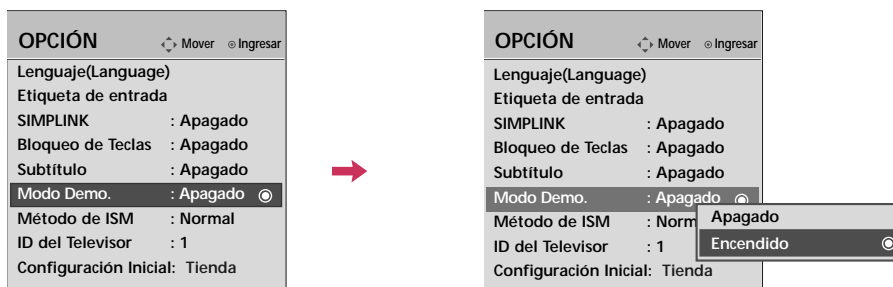 OPCIÓN Mover Ingresar
Lenguaje(Language)
Etiqueta de entrada
SIMPLINK : Apagado
Bloqueo de Teclas : Apagado
Subtítulo : Apagado
Modo Demo. : Apagado
Método de ISM : Normal
ID del Televisor : 1
Configuración Inicial: Tienda
OPCIÓN Mover Ingresar
Lenguaje(Language)
Etiqueta de entrada
SIMPLINK : Apagado
Bloqueo de Teclas : Apagado
Subtítulo : Apagado
Modo Demo. : Apagado
Método de ISM : Norm
ID del Televisor : 1
Configuración Inicial: Tienda
Apagado
Encendido